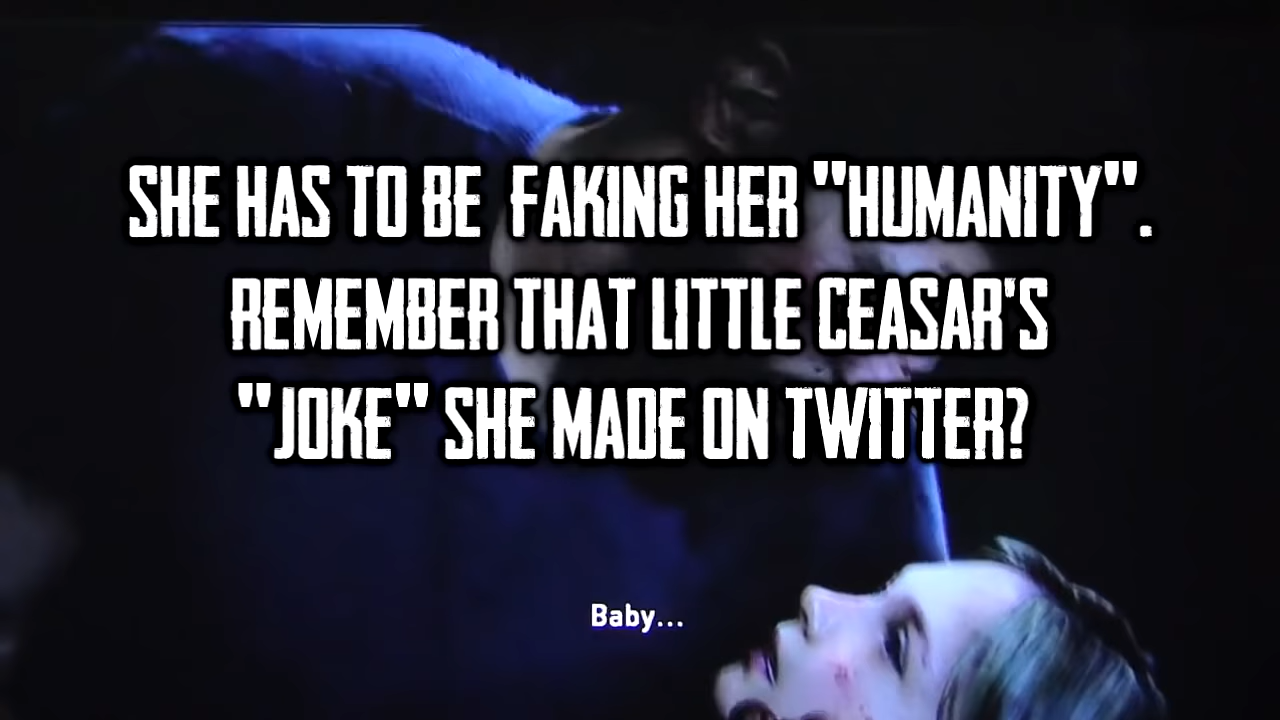 SHE HAS TO BE FAKING HER "HUMANITY".
REMEMBER THAT LITTLE CEASAR'S
"JOKE" SHE MADE ON TWITTER?
Baby...